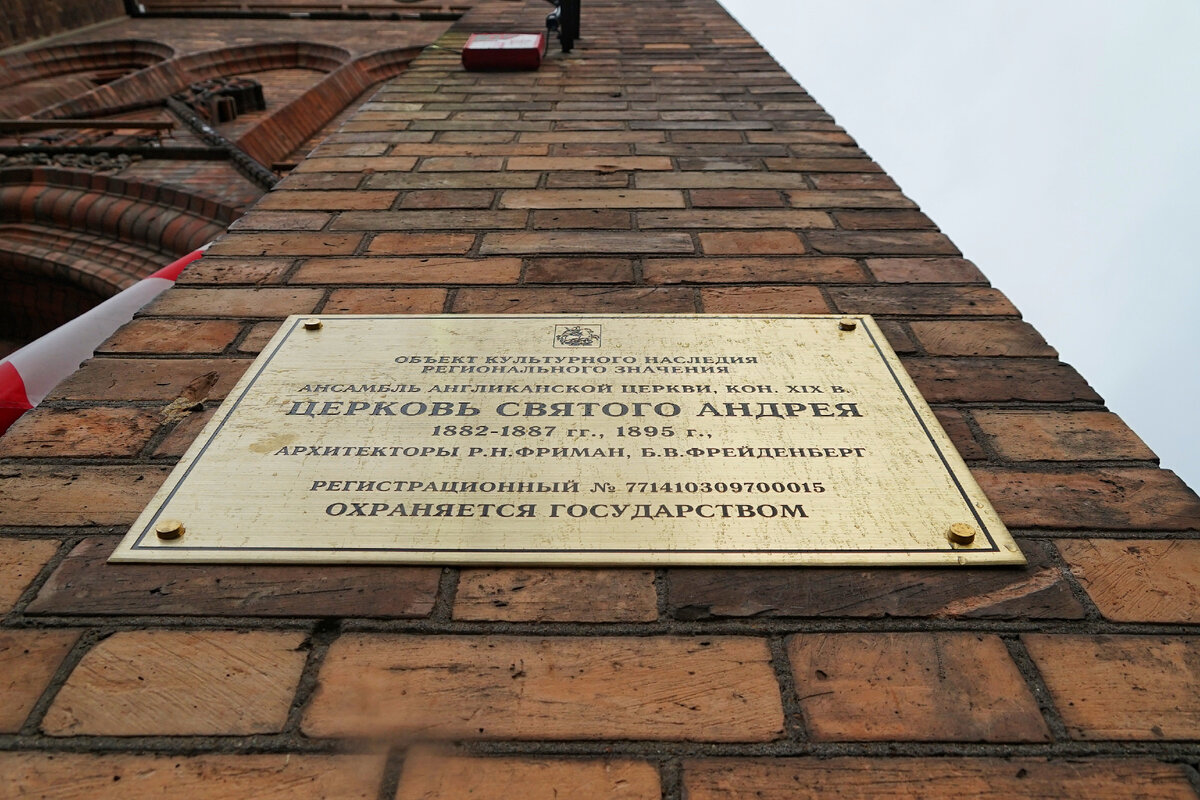 ОБЪЕКТ КУЛЬТУРНОГО НАСЛЕДИЯ
РЕГИОНАЛЬНОГО ЗНАЧЕНИЯ
АНСАМБЛЬ АНГЛИКАНСКОЙ ЦЕРКВИ, КОН. XIX В.
ЦЕРКОВЬ СВЯТОГО АНДРЕЯ
1882-1887 гг., 1895 г.,
АРХИТЕКТОРЫ Р.Н.ФРИМАН, Б.В.ФРЕЙДЕНБЕРГ
РЕГИСТРАЦИОННЫЙ № 771410309700015
ОХРАНЯЕТСЯ ГОСУДАРСТВОМ